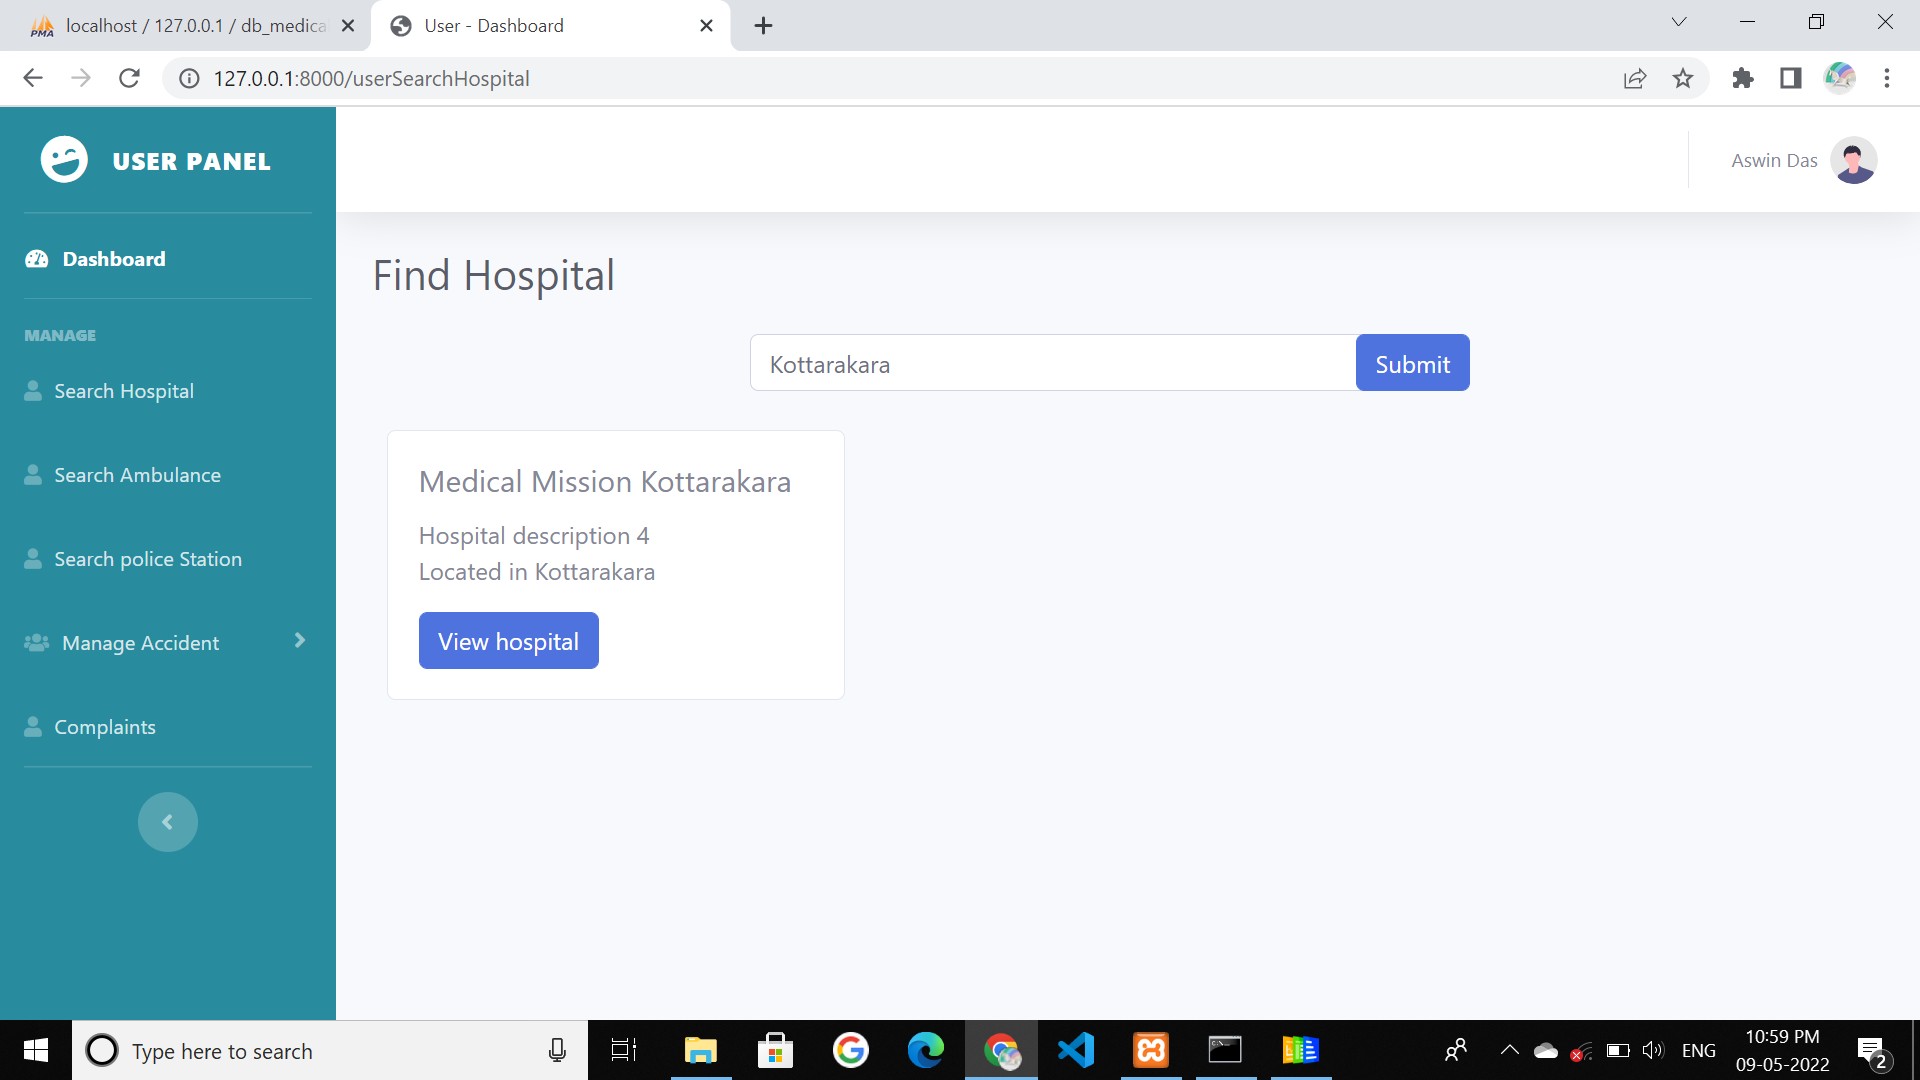 localhost / 127.0.0.1 / db_medica
User - Dashboard
127.0.0.1:8000/userSearchHospital
USER PANEL
Aswin Das
Dashboard
MANAGE
Search Hospital
Search Ambulance
Search police Station
Manage Accident
Complaints
Find Hospital
Kottarakara
Submit
Medical Mission Kottarakara
Hospital description 4
Located in Kottarakara
View hospital
Type here to search
ENG
10:59 PM
09-05-2022
2